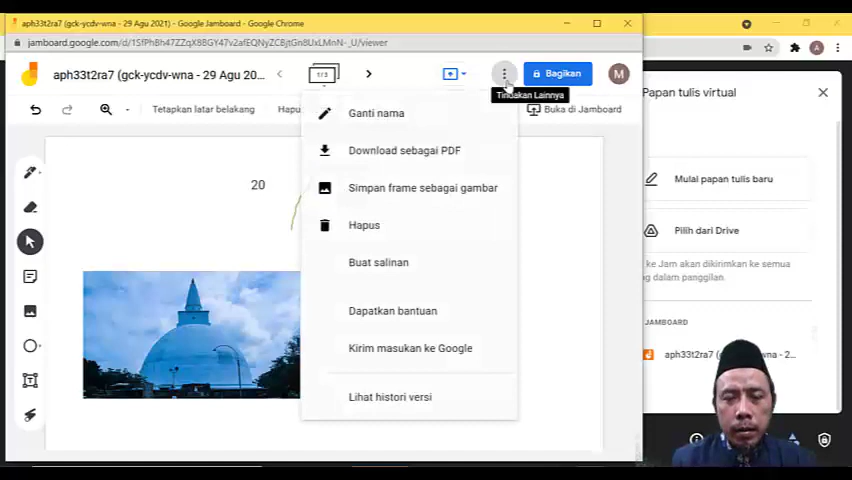 aph33t2ra7 (gck-ycdv-wna - 29 Agu 2021) - Google Jamboard - Google Chrome
jamboard.google.com/d/1SfPhBh47ZZqX8BGY47v2afEQNyZCBjtGn8UxLMnN-_U/viewer
aph33t2ra7 (gck-ycdv-wna - 29 Agu 20...
1/3
Bagikan
M
Tindakan Lainnya
Tetapkan latar belakang
Hapu
Buka di Jamboard
Ganti nama
Download sebagai PDF
Simpan frame sebagai gambar
Hapus
Buat salinan
Dapatkan bantuan
Kirim masukan ke Google
Lihat histori versi
20
A
Papan tulis virtual
Mulai papan tulis baru
Pilih dari Drive
ke Jam akan dikirimkan ke semua
ng dalam panggilan.
JAMBOARD
aph33t2ra7
wna - 2...